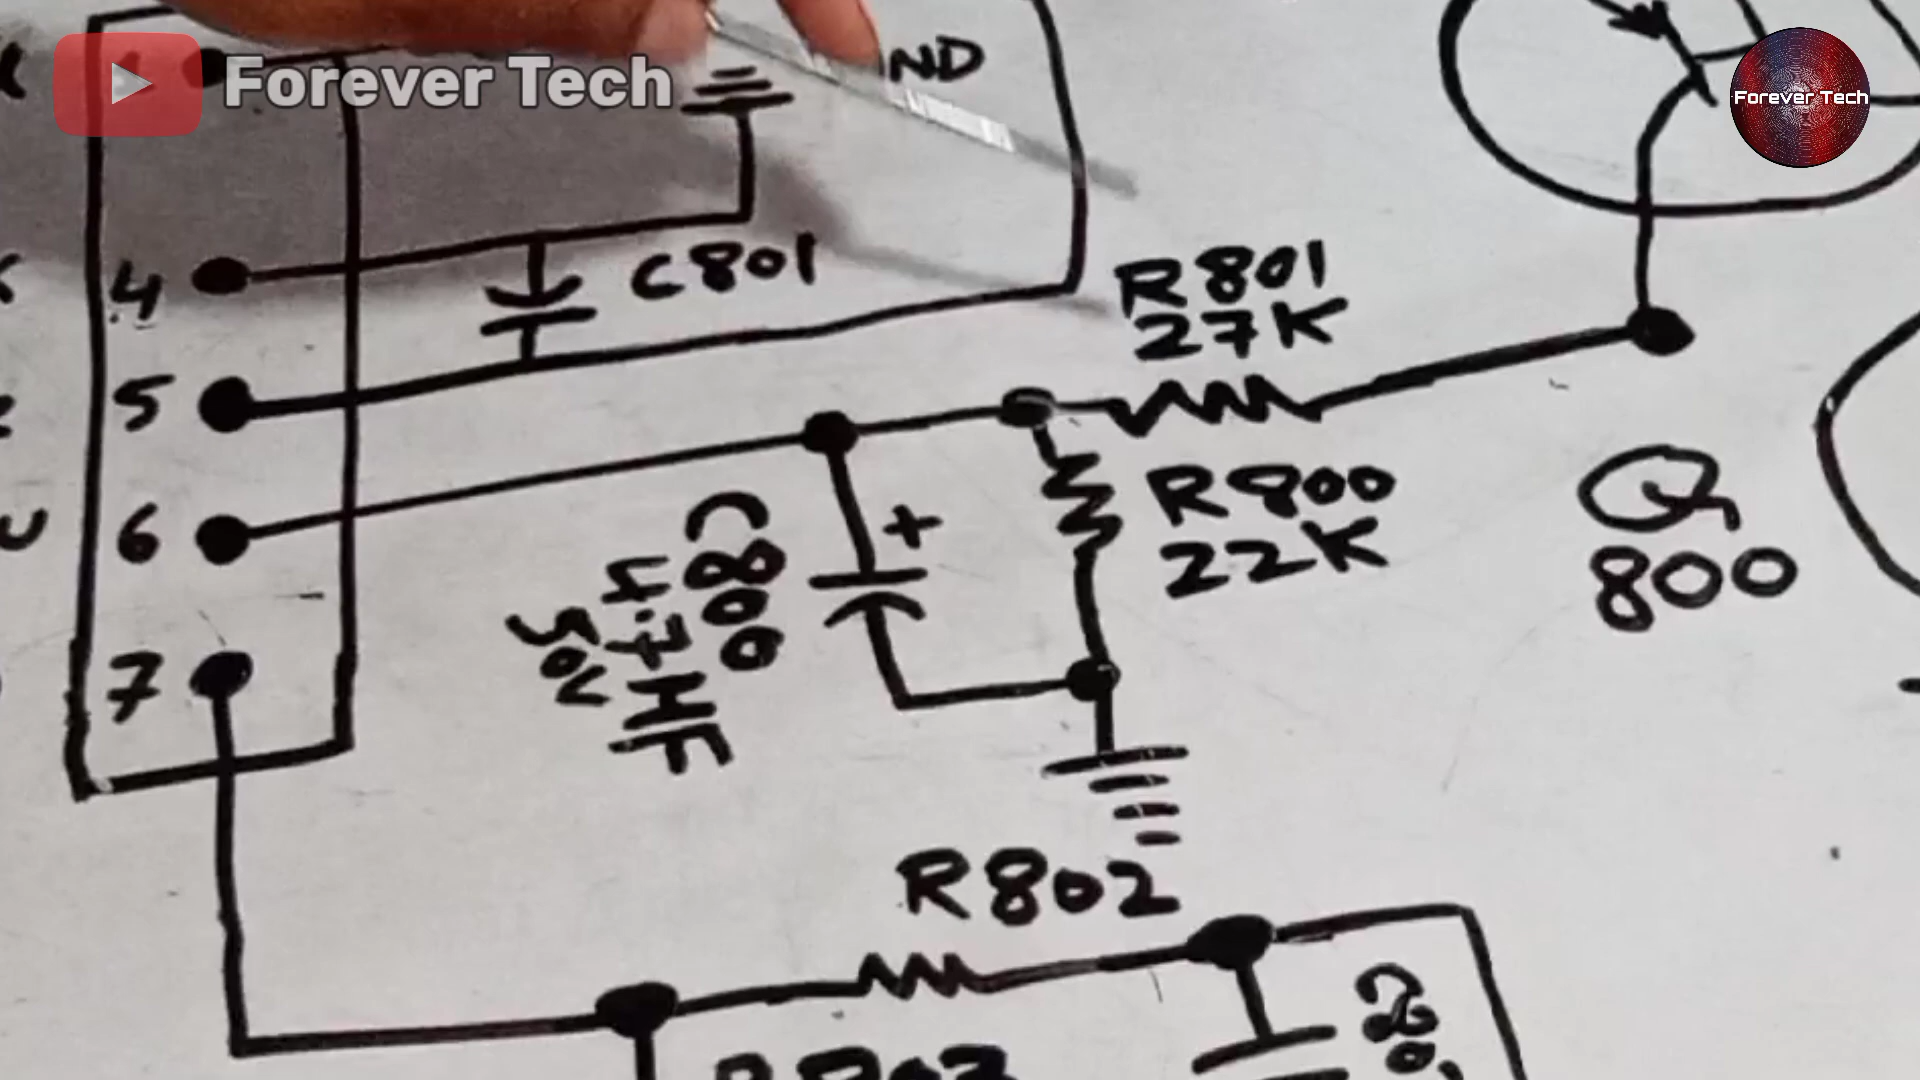 Forever Tech
Forever Tech
ND
4
C801
R801
27K
5
6
+
R800
22K
C800
4.7HF
50V
Q
800
7
R802